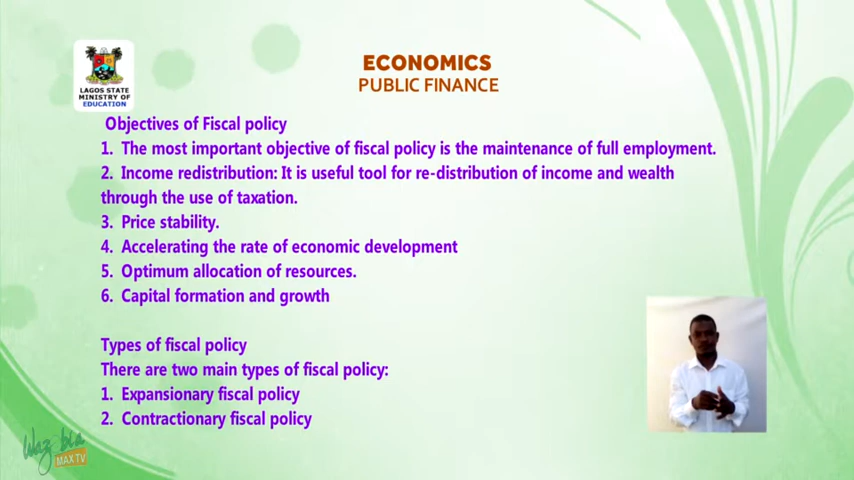 LAGOS STATE
MINISTRY OF
EDUCATION
ECONOMICS
PUBLIC FINANCE
Objectives of Fiscal policy
1. The most important objective of fiscal policy is the maintenance of full employment.
2. Income redistribution: It is useful tool for re-distribution of income and wealth
through the use of taxation.
3. Price stability.
4. Accelerating the rate of economic development
5. Optimum allocation of resources.
6. Capital formation and growth
Types of fiscal policy
There are two main types of fiscal policy:
1. Expansionary fiscal policy
2. Contractionary fiscal policy
MAX TV